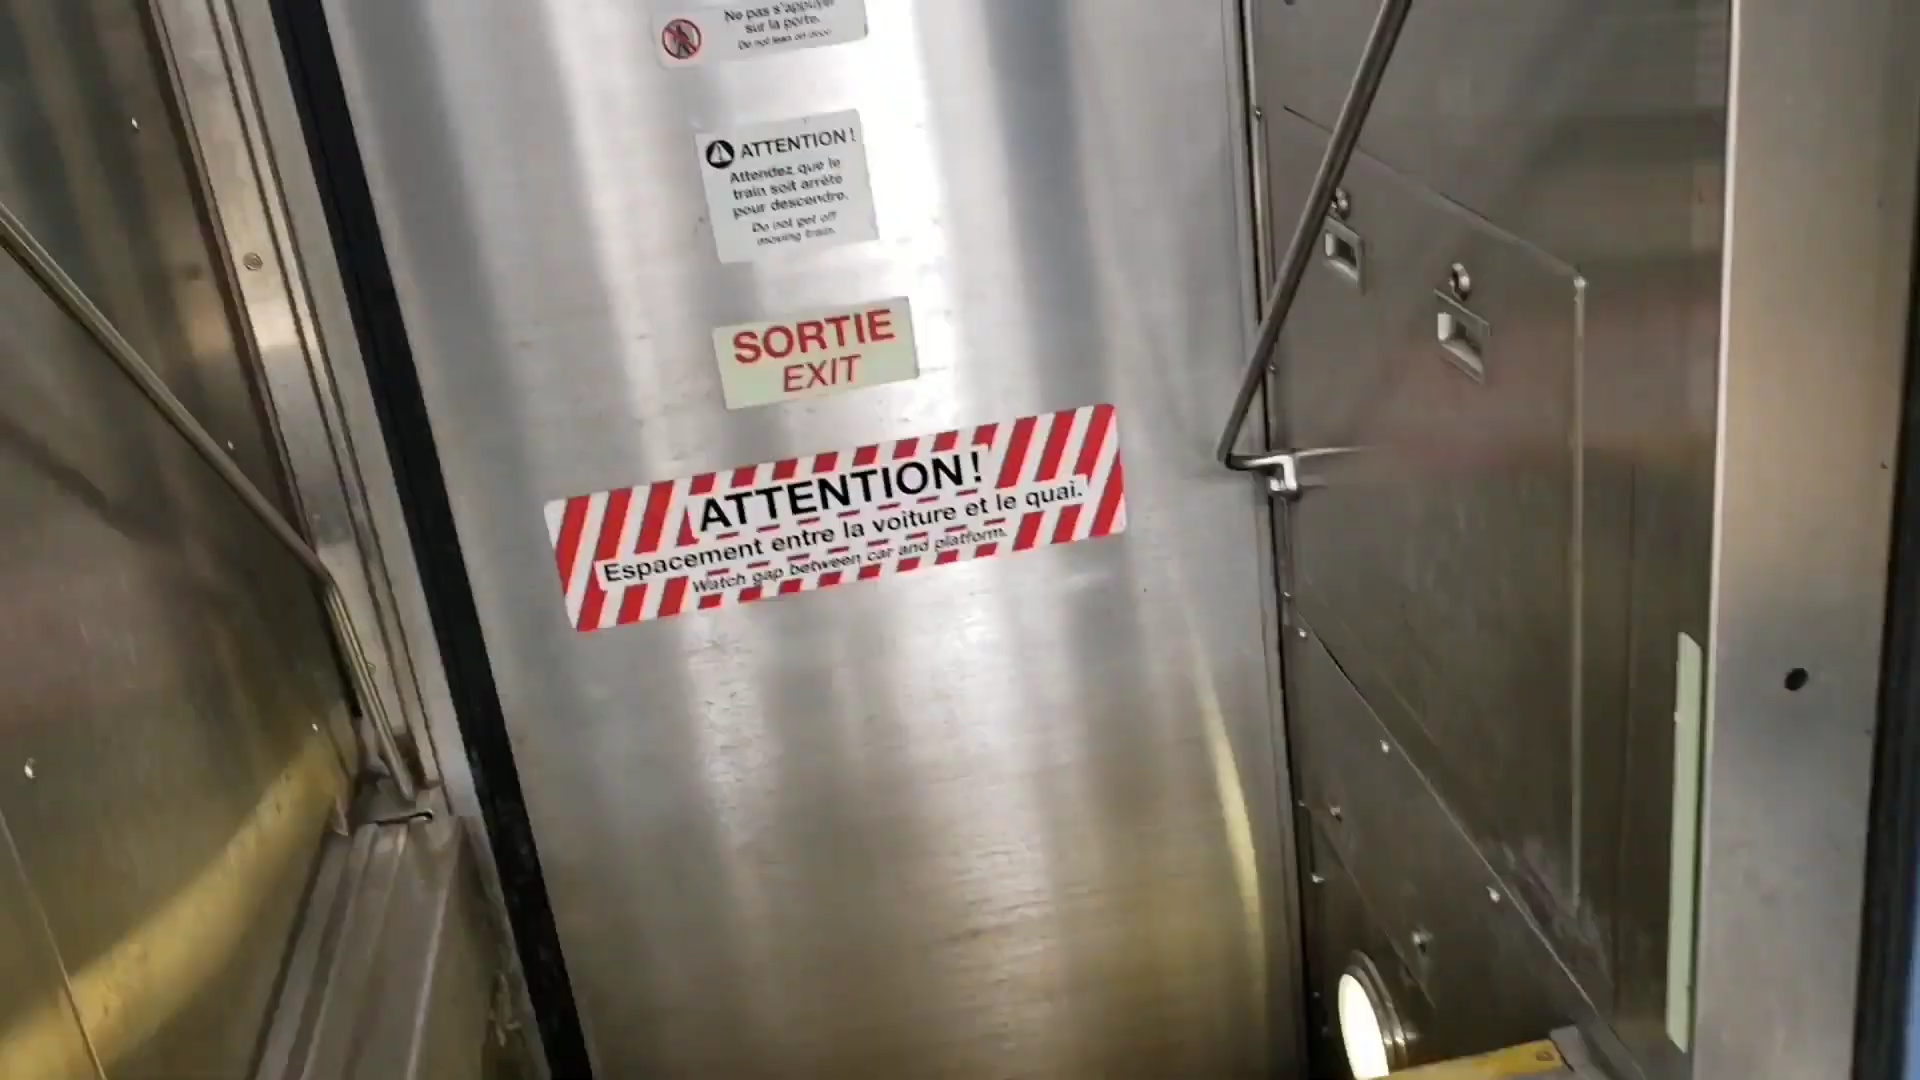 Ne pas s'appuyer
sur la porte.
Do not lean on door.
ATTENTION!
Attendez que le
train soit arrêté
pour descendre.
Do not get off
moving train.
SORTIE
EXIT
ATTENTION!
Espacement entre la voiture et le quai.
Watch gap between car and platform.